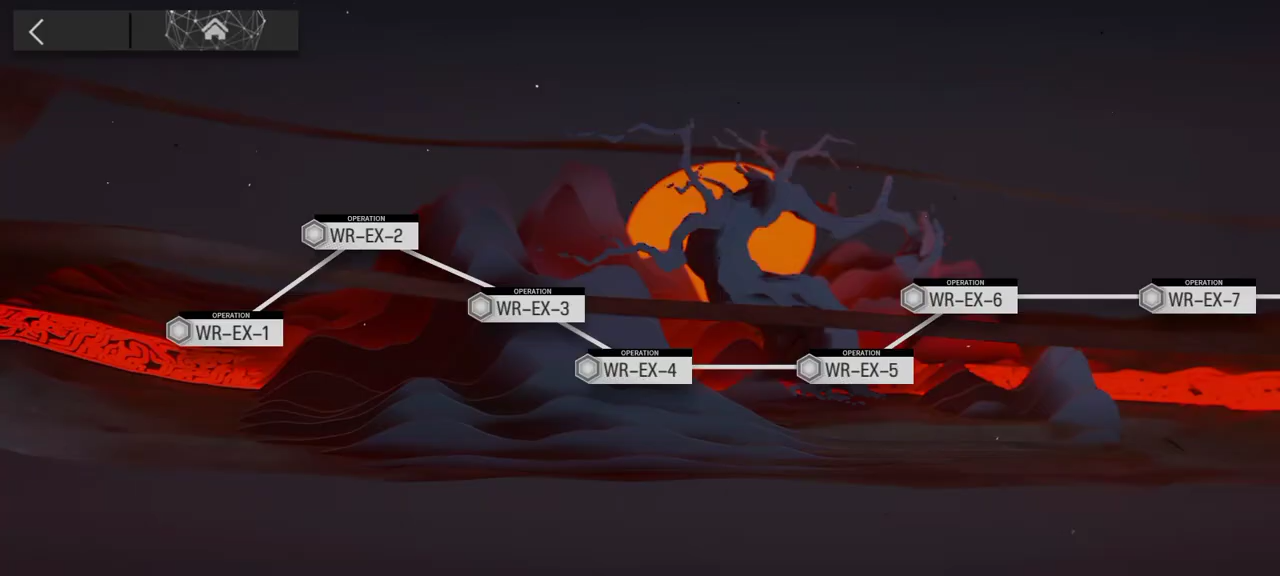 OPERATION
WR-EX-1
OPERATION
WR-EX-2
OPERATION
WR-EX-3
OPERATION
WR-EX-4
OPERATION
WR-EX-5
OPERATION
WR-EX-6
OPERATION
WR-EX-7